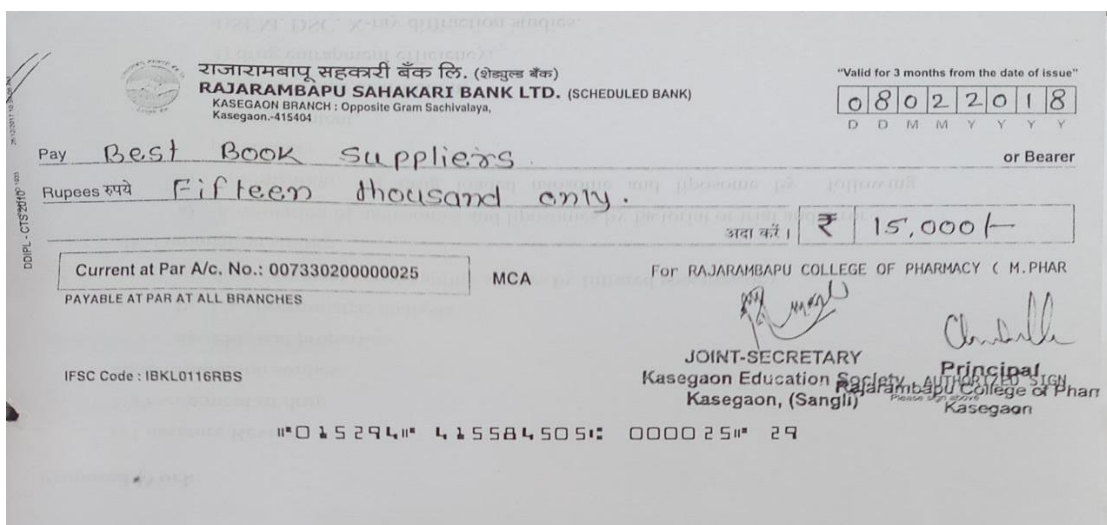 राजारामबापू सहकारी बँक लि. (शेड्युल्ड बँक)
RAJARAMBAPU SAHAKARI BANK LTD. (SCHEDULED BANK)
KASEGAON BRANCH : Opposite Gram Sachivalaya,
Kasegaon.-415404
"Valid for 3 months from the date of issue"
0 8 0 2 2 0 1 8
D D M M Y Y Y Y
Pay Best Book Suppliers or Bearer
Rupees रुपये Fifteen thousand only.
अदा करें। ₹ 15,000/-
DDIPL - CTS 2010
Current at Par A/c. No.: 007330200000025 MCA
PAYABLE AT PAR AT ALL BRANCHES
For RAJARAMBAPU COLLEGE OF PHARMACY ( M.PHAR
JOINT-SECRETARY
Kasegaon Education Society
Kasegaon, (Sangli)
Principal
AUTHORIZED SIGN
Rajarambapu College of Pharr
Please sign above
Kasegaon
IFSC Code : IBKL0116RBS
⑈015294⑈ 415584505⑆ 000025⑈ 29